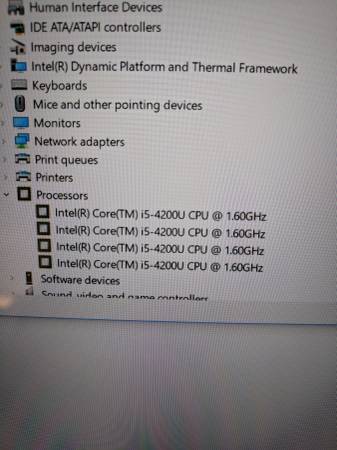 Human Interface Devices
IDE ATA/ATAPI controllers
Imaging devices
Intel(R) Dynamic Platform and Thermal Framework
Keyboards
Mice and other pointing devices
Monitors
Network adapters
Print queues
Printers
Processors
Intel(R) Core(TM) i5-4200U CPU @ 1.60GHz
Intel(R) Core(TM) i5-4200U CPU @ 1.60GHz
Intel(R) Core(TM) i5-4200U CPU @ 1.60GHz
Intel(R) Core(TM) i5-4200U CPU @ 1.60GHz
Software devices
Sound, video and game controllers